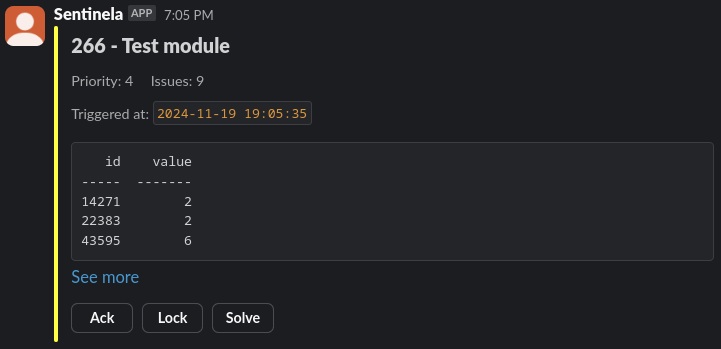 Sentinela APP 7:05 PM
266 - Test module
Priority: 4 Issues: 9
Triggered at: 2024-11-19 19:05:35
id value
----- -------
14271 2
22383 2
43595 6
See more
Ack Lock Solve